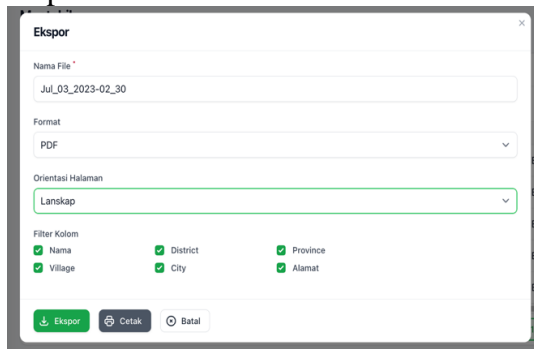 Ekspor
Nama File *
Jul_03_2023-02_30
Format
PDF
Orientasi Halaman
Lanskap
Filter Kolom
Nama District Province
Village City Alamat
Ekspor Cetak Batal